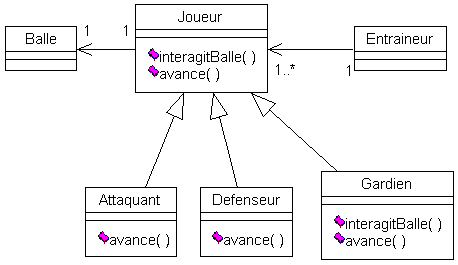 Joueur
Balle
1
1
Entraineur
interagitBalle( )
avance( )
1..*
1
Attaquant
Defenseur
Gardien
avance( )
avance( )
interagitBalle( )
avance( )